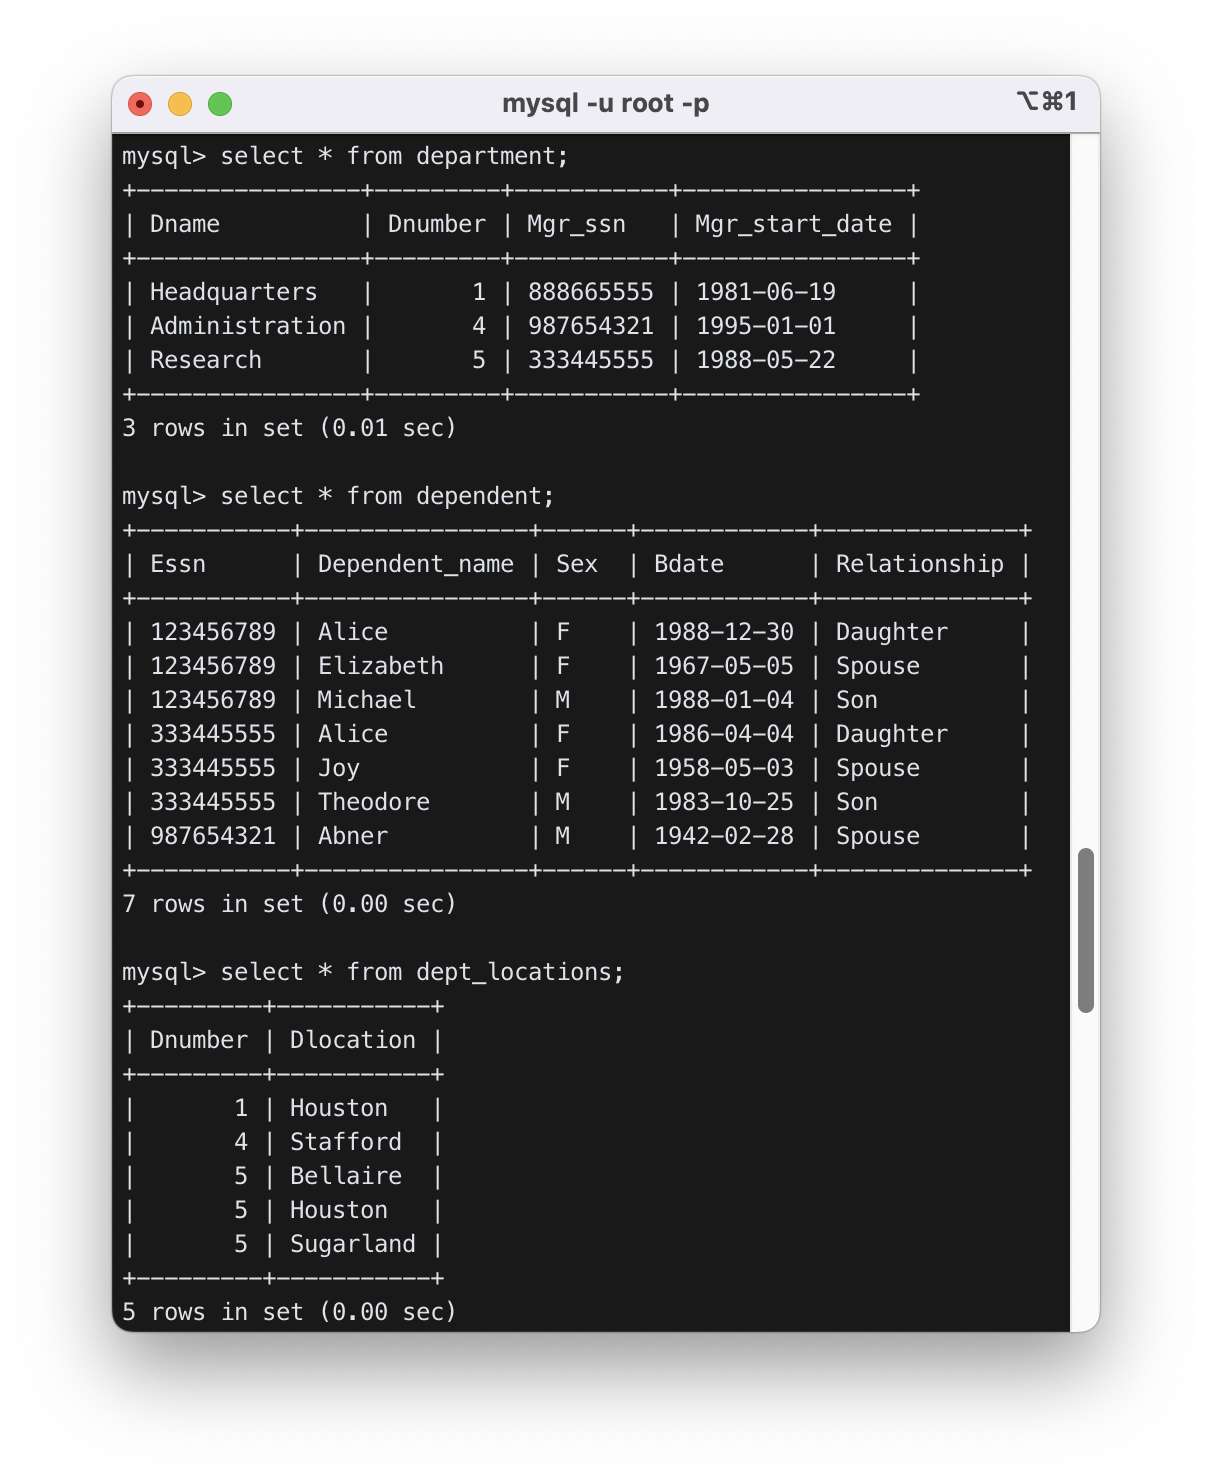 mysql -u root -p
⌥⌘1
mysql> select * from department;
+----------------+---------+-----------+----------------+
| Dname          | Dnumber | Mgr_ssn   | Mgr_start_date |
+----------------+---------+-----------+----------------+
| Headquarters   |       1 | 888665555 | 1981-06-19     |
| Administration |       4 | 987654321 | 1995-01-01     |
| Research       |       5 | 333445555 | 1988-05-22     |
+----------------+---------+-----------+----------------+
3 rows in set (0.01 sec)

mysql> select * from dependent;
+-----------+----------------+------+------------+--------------+
| Essn      | Dependent_name | Sex  | Bdate      | Relationship |
+-----------+----------------+------+------------+--------------+
| 123456789 | Alice          | F    | 1988-12-30 | Daughter     |
| 123456789 | Elizabeth      | F    | 1967-05-05 | Spouse       |
| 123456789 | Michael        | M    | 1988-01-04 | Son          |
| 333445555 | Alice          | F    | 1986-04-04 | Daughter     |
| 333445555 | Joy            | F    | 1958-05-03 | Spouse       |
| 333445555 | Theodore       | M    | 1983-10-25 | Son          |
| 987654321 | Abner          | M    | 1942-02-28 | Spouse       |
+-----------+----------------+------+------------+--------------+
7 rows in set (0.00 sec)

mysql> select * from dept_locations;
+---------+-----------+
| Dnumber | Dlocation |
+---------+-----------+
|       1 | Houston   |
|       4 | Stafford  |
|       5 | Bellaire  |
|       5 | Houston   |
|       5 | Sugarland |
+---------+-----------+
5 rows in set (0.00 sec)